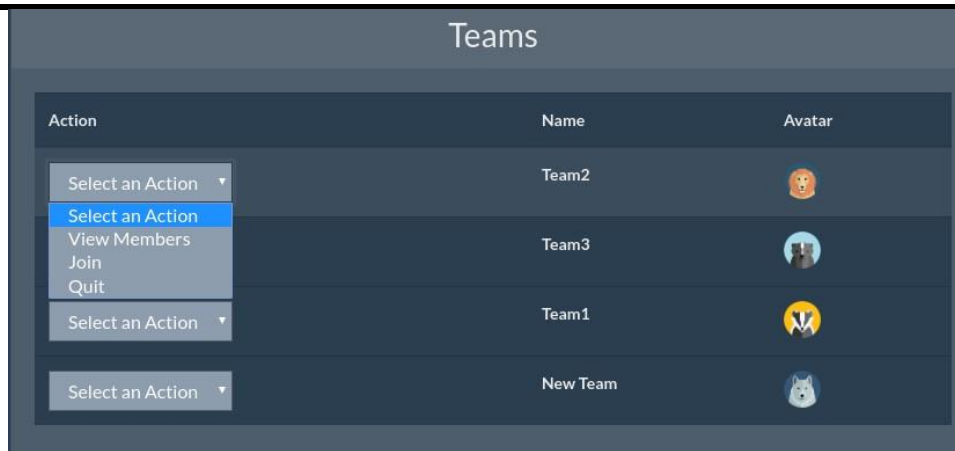 Teams
Action Name Avatar
Select an Action Team2
Select an Action
View Members
Join
Quit
Team3
Select an Action Team1
Select an Action New Team